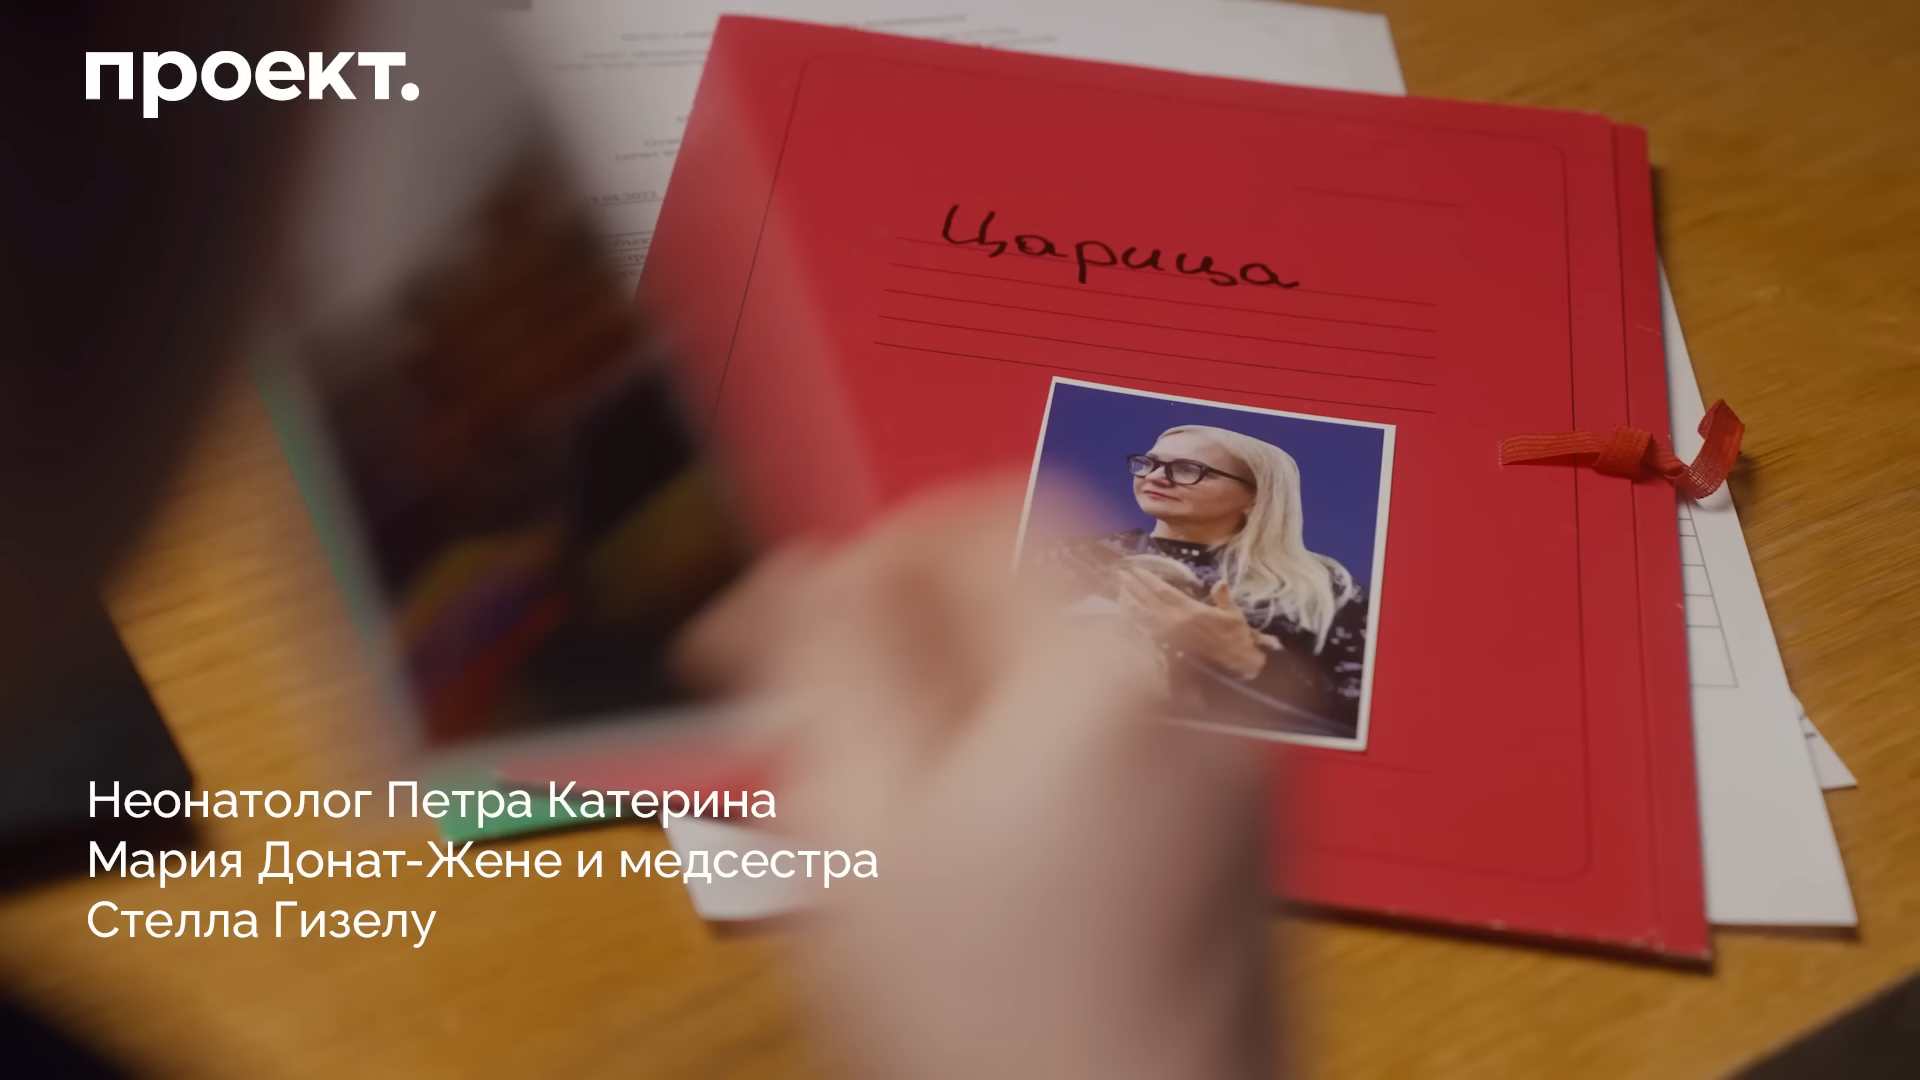 проект.
Царица
Неонатолог Петра Катерина
Мария Донат-Жене и медсестра
Стелла Гизелу